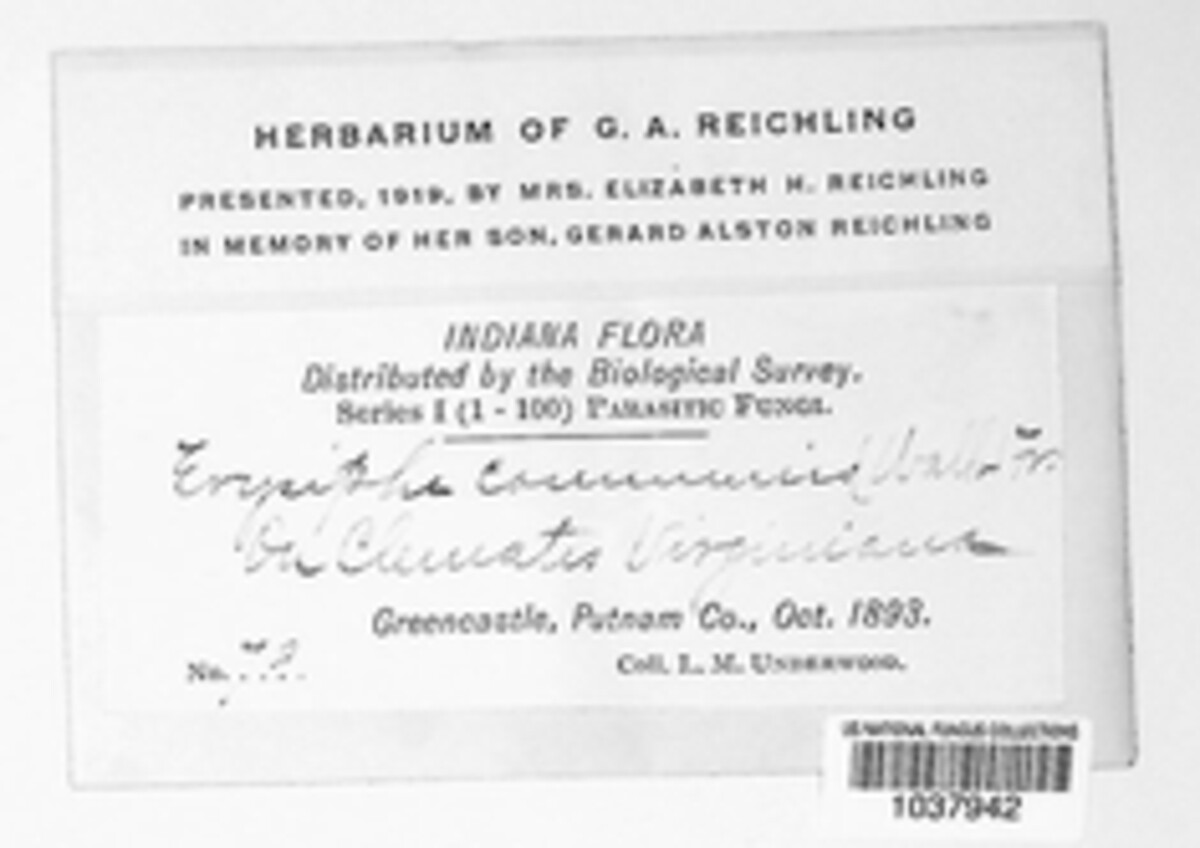 HERBARIUM OF G. A. REICHLING
PRESENTED, 1919, BY MRS. ELIZABETH H. REICHLING
IN MEMORY OF HER SON, GERARD ALSTON REICHLING
INDIANA FLORA
Distributed by the Biological Survey.
Series I (1 - 100) PARASITIC FUNGI.
Erysiphe communis (Wallr) Fr.
On Clematis Virginiana
Greencastle, Putnam Co., Oct. 1893.
No.
Coll. L. M. UNDERWOOD.
US NATIONAL FUNGUS COLLECTIONS
1037942